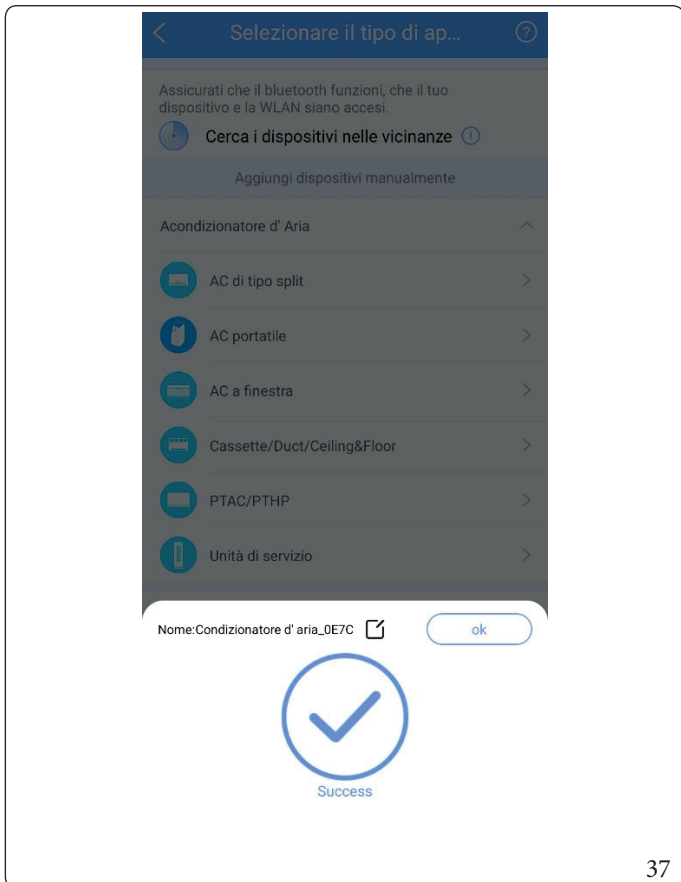 Selezionare il tipo di ap...
Assicurati che il bluetooth funzioni, che il tuo
dispositivo e la WLAN siano accesi.
Cerca i dispositivi nelle vicinanze
Aggiungi dispositivi manualmente
Acondizionatore d' Aria
AC di tipo split
AC portatile
AC a finestra
Cassette/Duct/Ceiling&Floor
PTAC/PTHP
Unità di servizio
Nome:Condizionatore d' aria_0E7C ok
Success
37